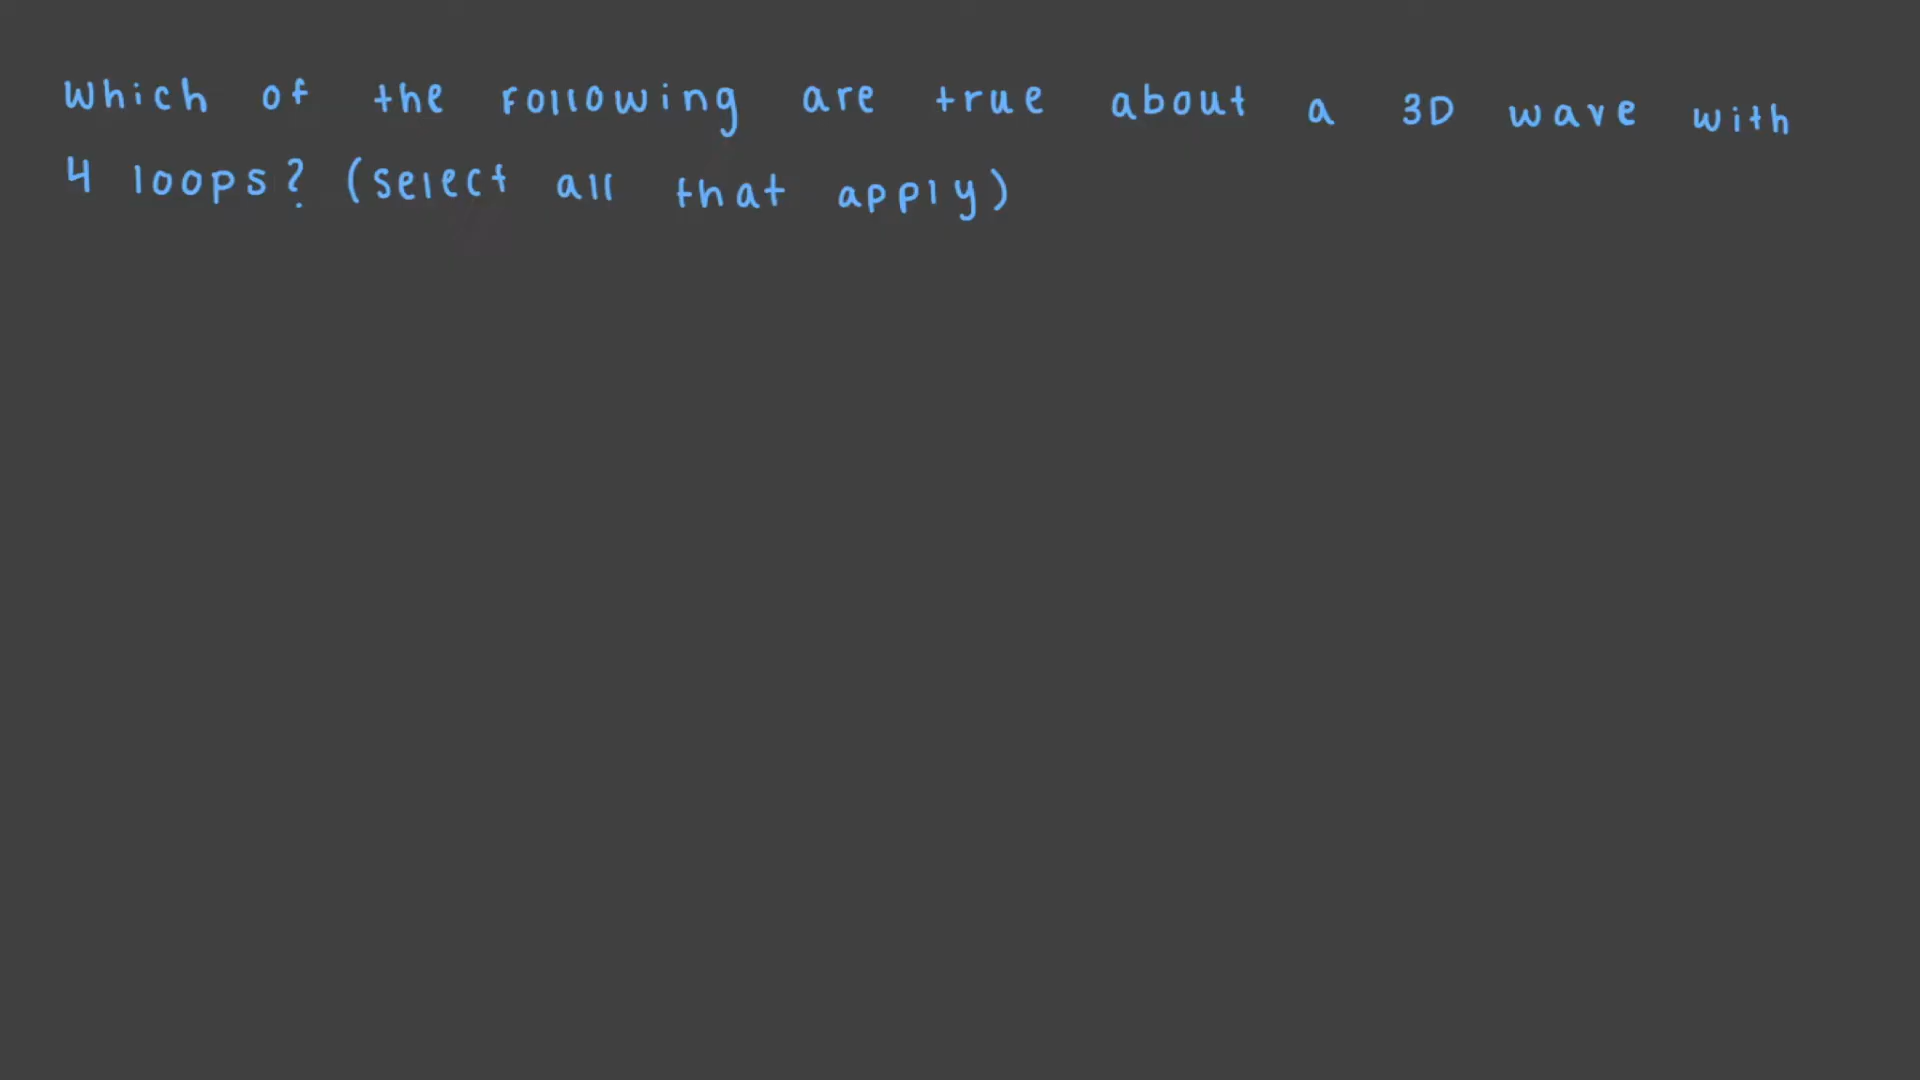 Which of the following are true about a 3D wave with
4 loops? (select all that apply)